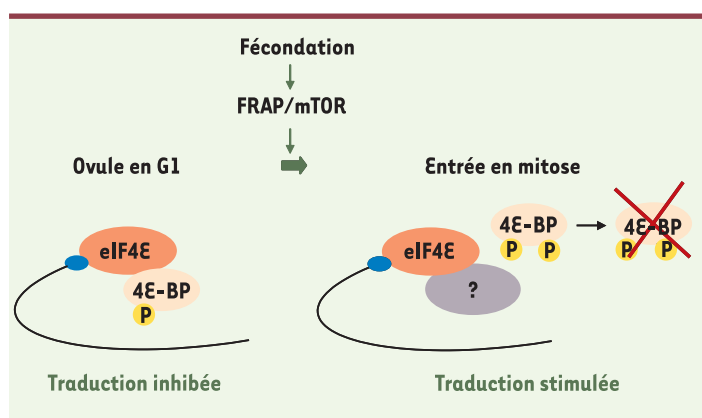 Fécondation
FRAP/mTOR
Ovule en G1
Entrée en mitose
eIF4E
4E-BP
P
Traduction inhibée
eIF4E
?
4E-BP
P P
4E-BP
P P
Traduction stimulée